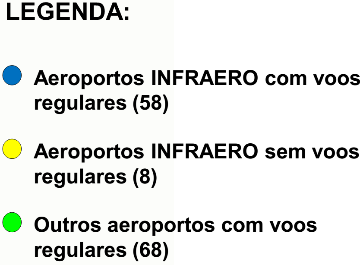 LEGENDA:
Aeroportos INFRAERO com voos
regulares (58)
Aeroportos INFRAERO sem voos
regulares (8)
Outros aeroportos com voos
regulares (68)